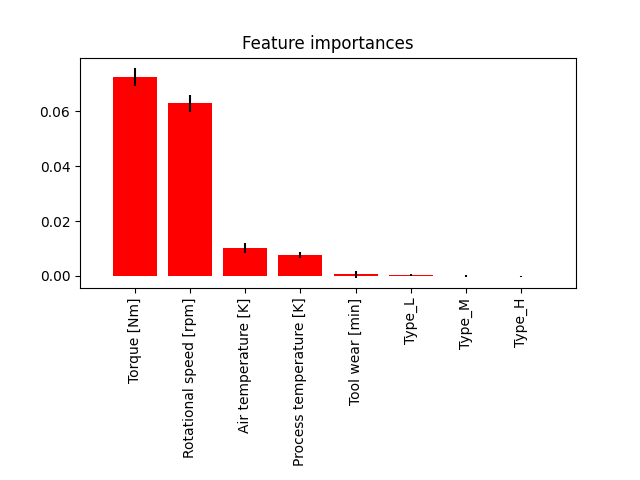 Feature importances
0.06
0.04
0.02
0.00
Torque [Nm]
Rotational speed [rpm]
Air temperature [K]
Process temperature [K]
Tool wear [min]
Type_L
Type_M
Type_H